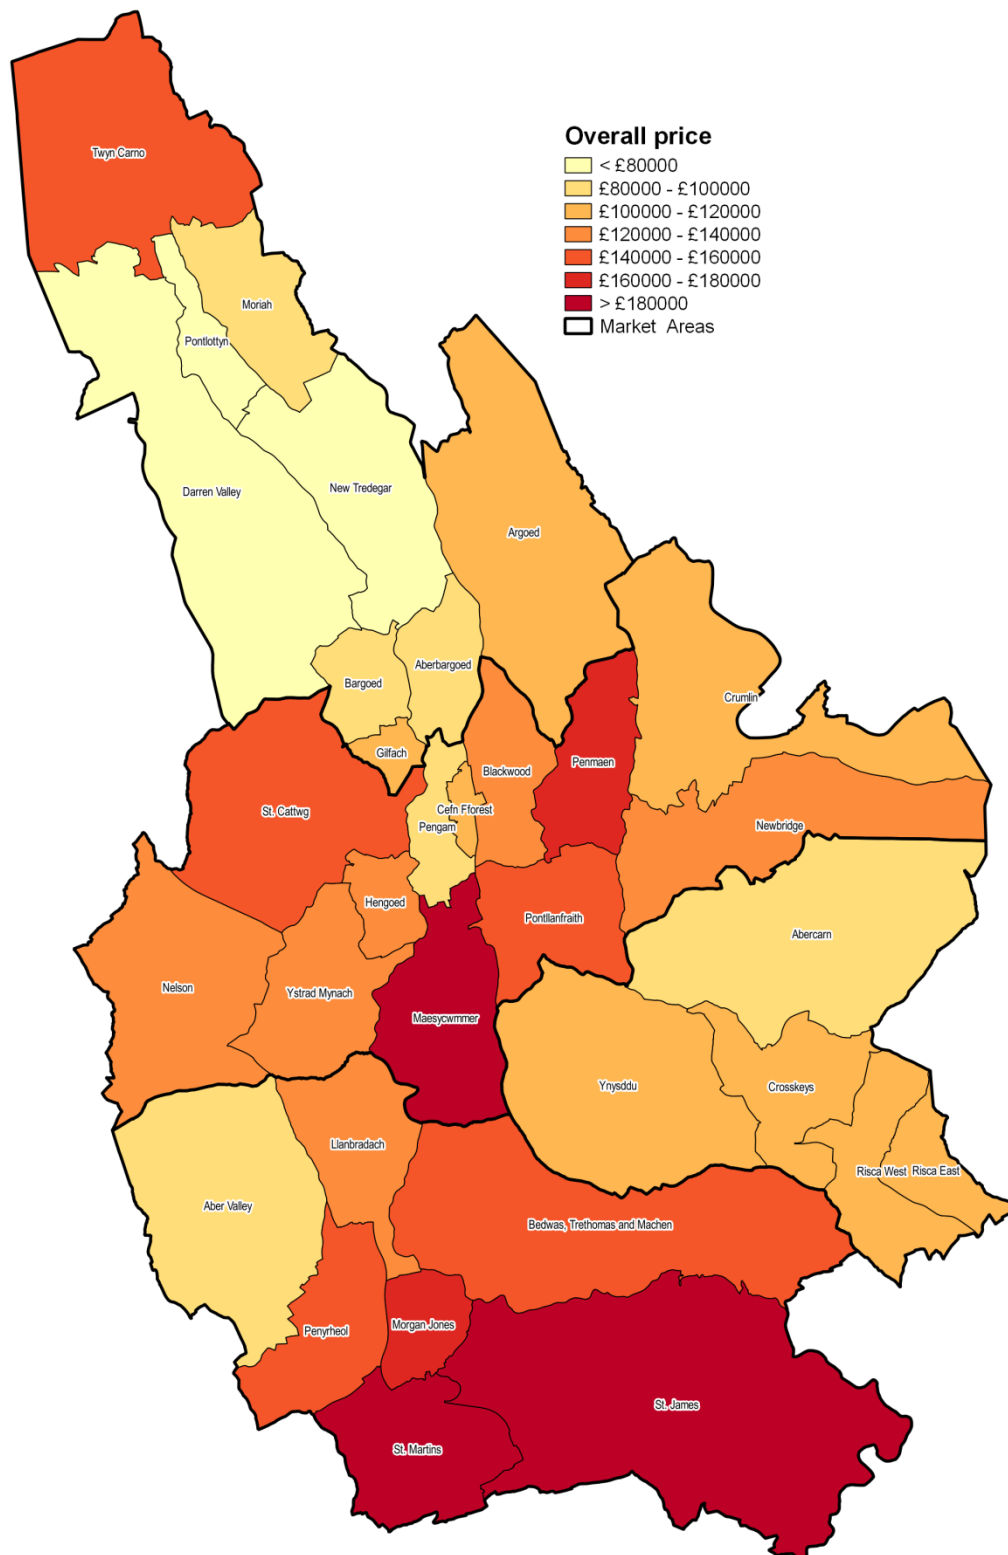 Overall price
< £80000
£80000 - £100000
£100000 - £120000
£120000 - £140000
£140000 - £160000
£160000 - £180000
> £180000
Market Areas
Twyn Carno
Moriah
Pontlottyn
Darren Valley
New Tredegar
Argoed
Aberbargoed
Bargoed
Crumlin
Gilfach
Blackwood
Penmaen
St. Cattwg
Cefn Fforest
Pengam
Newbridge
Hengoed
Pontllanfraith
Abercarn
Nelson
Ystrad Mynach
Maesycwmmer
Ynysddu
Crosskeys
Llanbradach
Risca West
Risca East
Aber Valley
Bedwas, Trethomas and Machen
Penyrheol
Morgan Jones
St. James
St. Martins